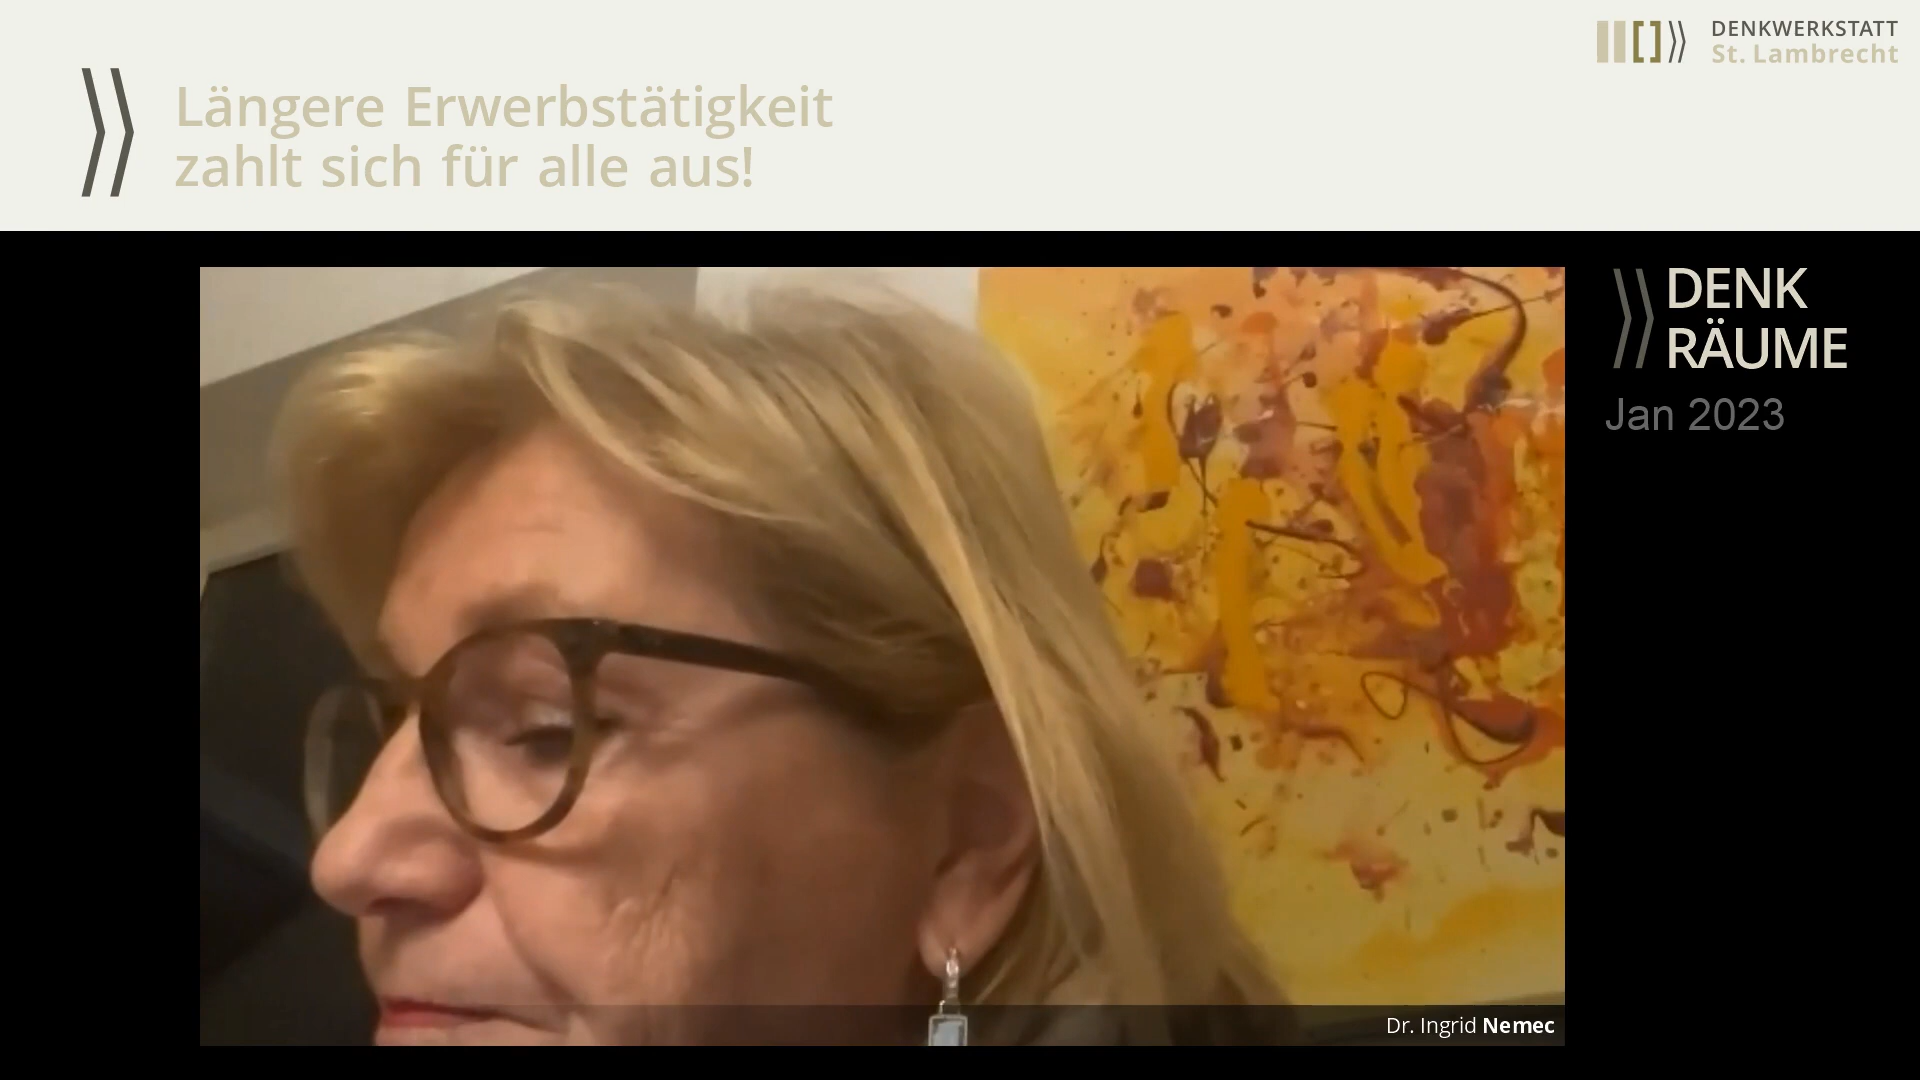 DENKWERKSTATT
St. Lambrecht
Längere Erwerbstätigkeit
zahlt sich für alle aus!
DENK
RÄUME
Jan 2023
Dr. Ingrid Nemec